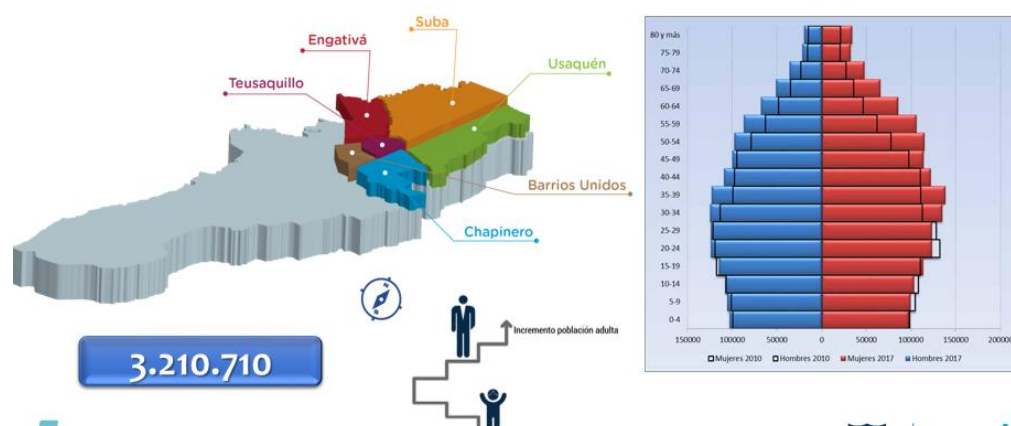 Suba
Engativá
Usaquén
Teusaquillo
Barrios Unidos
Chapinero
3.210.710
Incremento población adulta
80 y más
75-79
70-74
65-69
60-64
55-59
50-54
45-49
40-44
35-39
30-34
25-29
20-24
15-19
10-14
5-9
0-4
150000 100000 50000 0 50000 100000 150000 200000
Mujeres 2010 Hombres 2010 Mujeres 2017 Hombres 2017